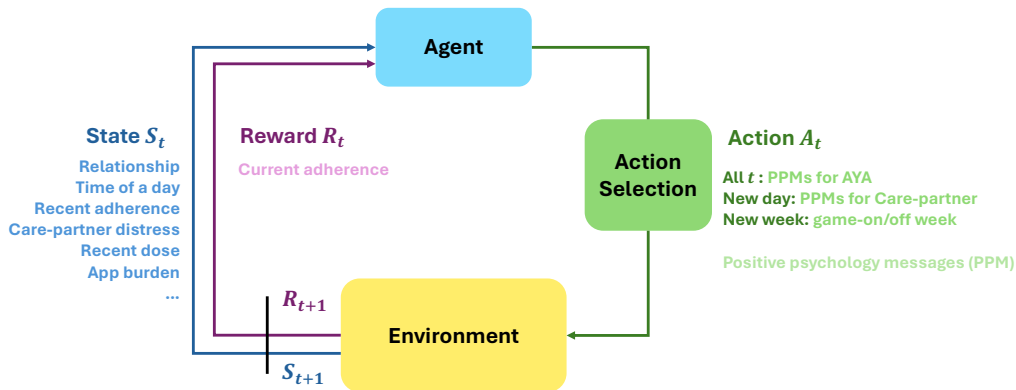 Agent
State S_t
Relationship
Time of a day
Recent adherence
Care-partner distress
Recent dose
App burden
...
Reward R_t
Current adherence
Action
Selection
Action A_t
All t : PPMs for AYA
New day: PPMs for Care-partner
New week: game-on/off week
Positive psychology messages (PPM)
R_{t+1}
Environment
S_{t+1}